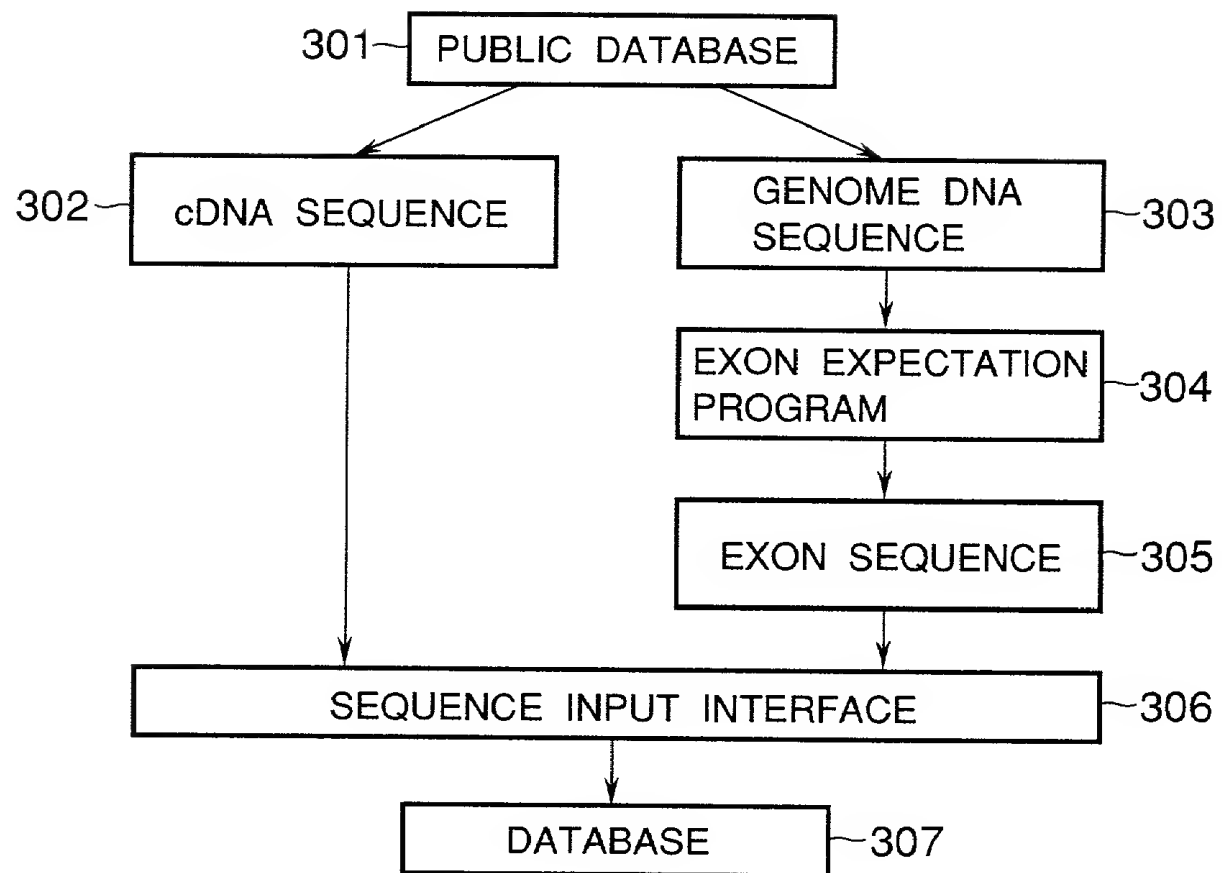 301
PUBLIC DATABASE
302
cDNA SEQUENCE
GENOME DNA
SEQUENCE
303
EXON EXPECTATION
PROGRAM
304
EXON SEQUENCE
305
SEQUENCE INPUT INTERFACE
306
DATABASE
307